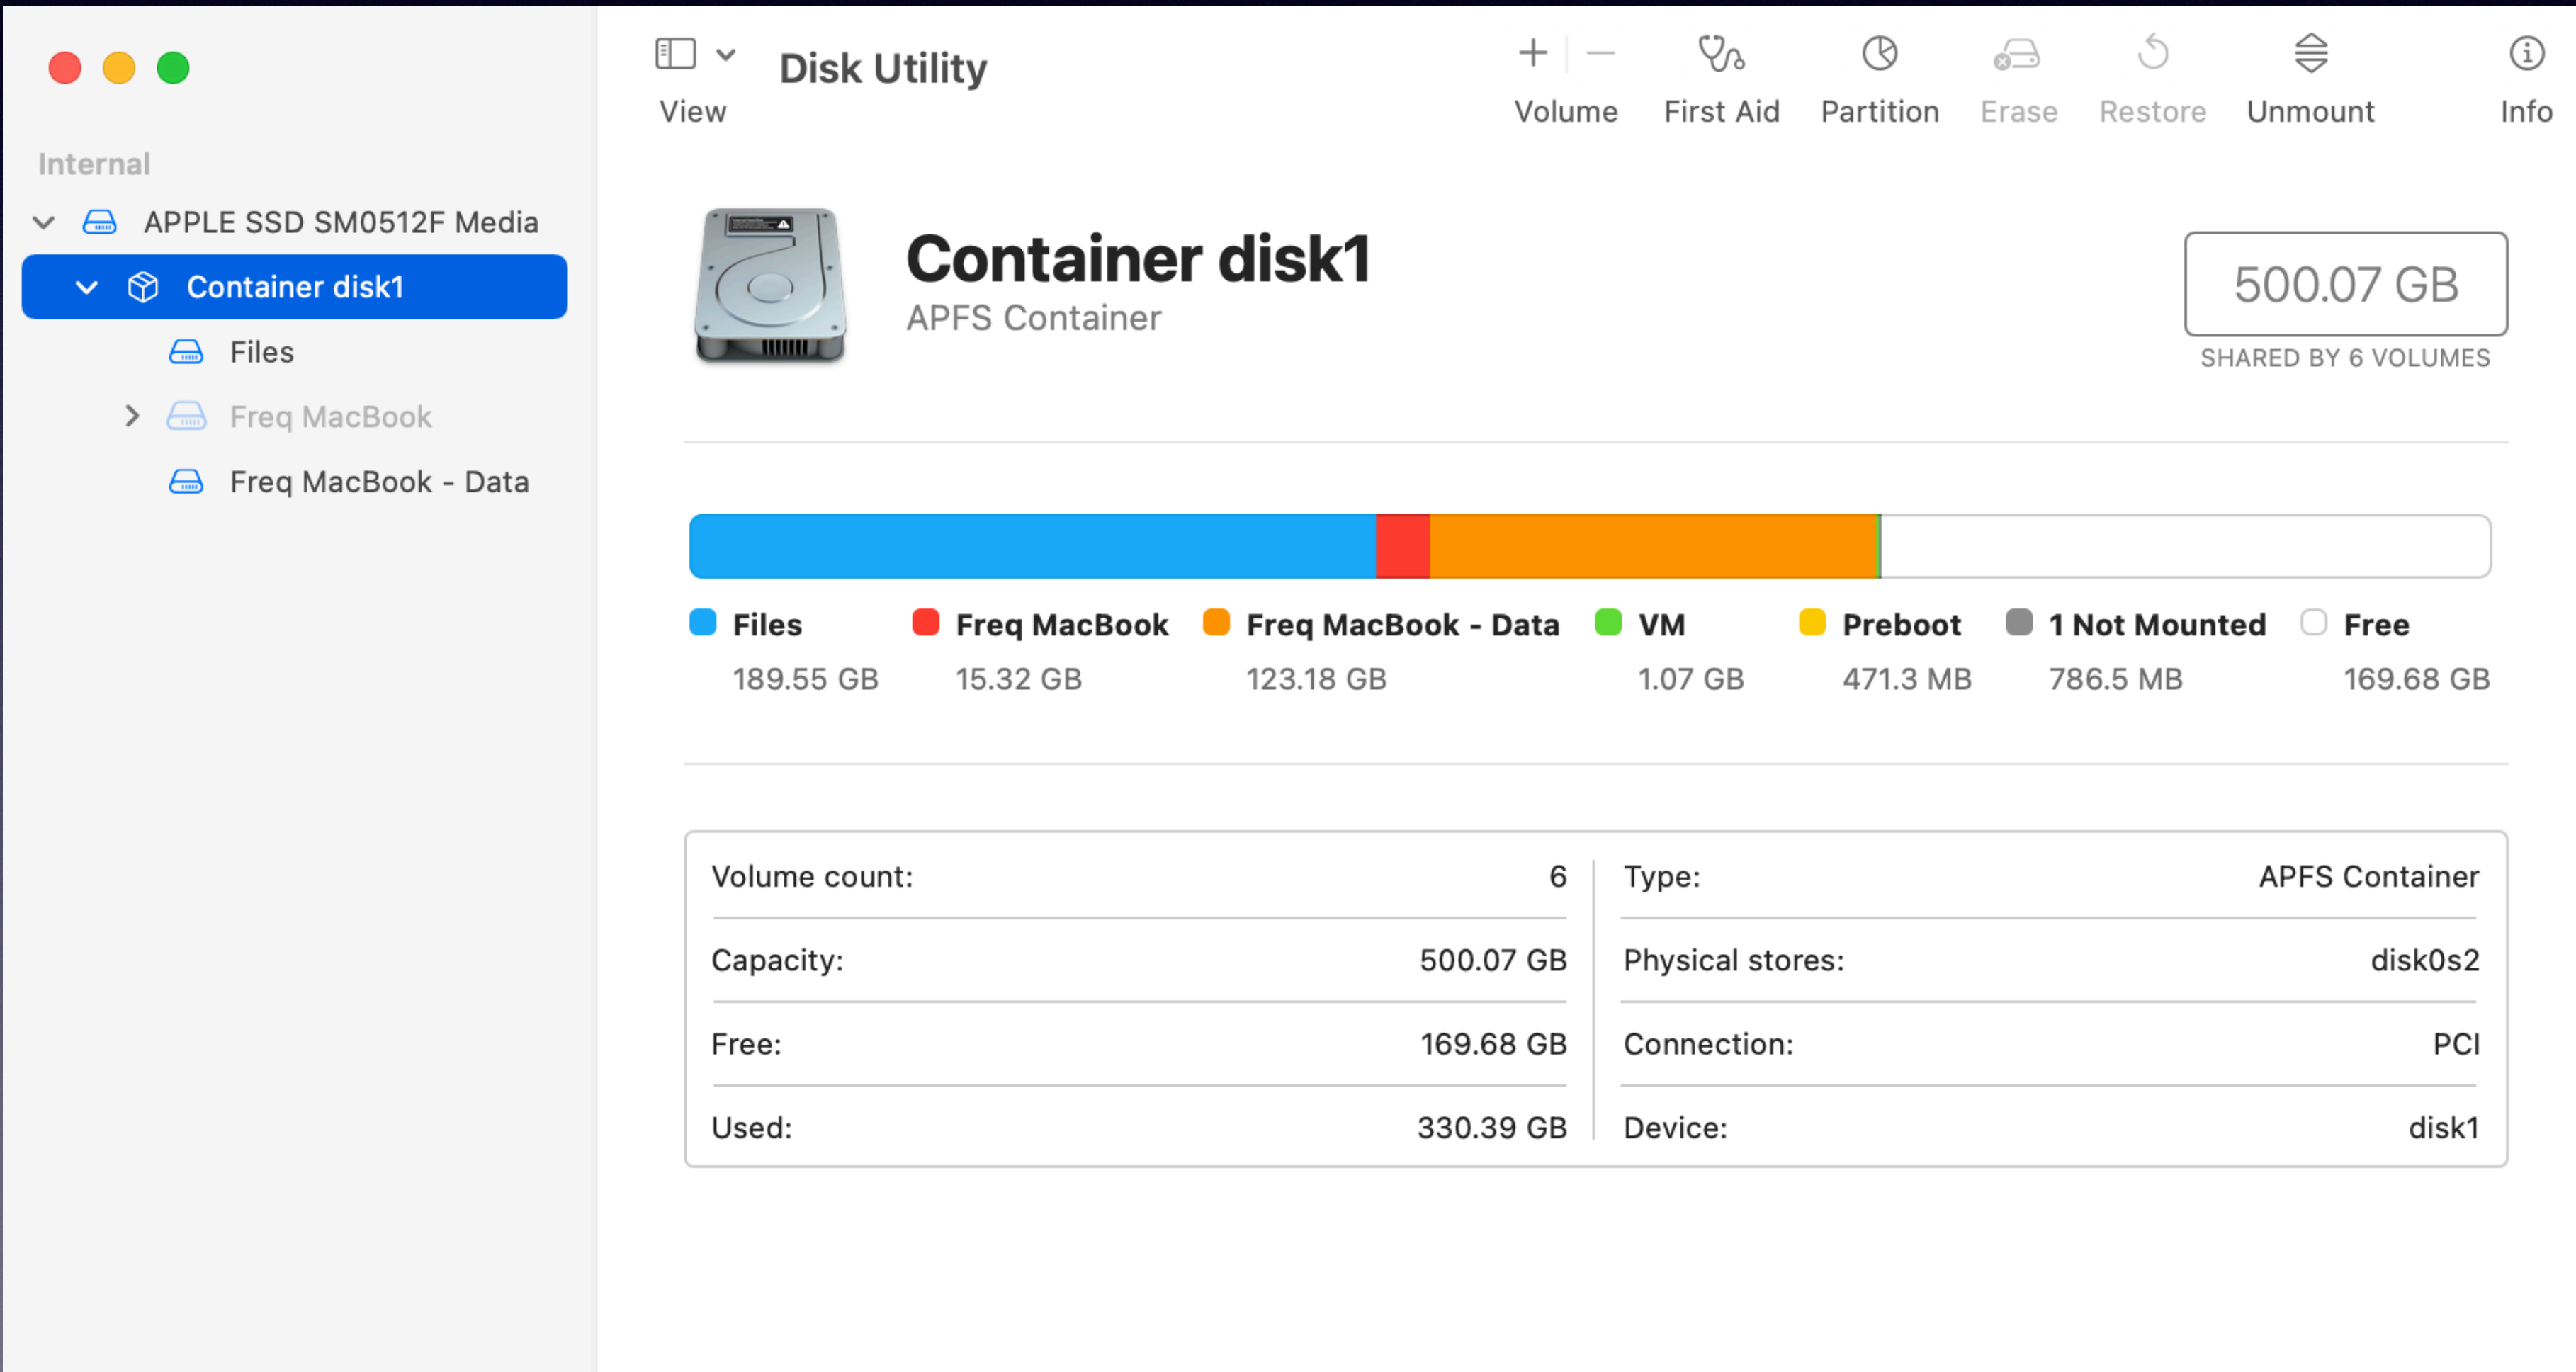 View
Disk Utility
Volume
First Aid
Partition
Erase
Restore
Unmount
Info
Internal
APPLE SSD SM0512F Media
Container disk1
Files
Freq MacBook
Freq MacBook - Data
Container disk1
APFS Container
500.07 GB
SHARED BY 6 VOLUMES
Files
189.55 GB
Freq MacBook
15.32 GB
Freq MacBook - Data
123.18 GB
VM
1.07 GB
Preboot
471.3 MB
1 Not Mounted
786.5 MB
Free
169.68 GB
Volume count: 6
Capacity: 500.07 GB
Free: 169.68 GB
Used: 330.39 GB
Type: APFS Container
Physical stores: disk0s2
Connection: PCI
Device: disk1